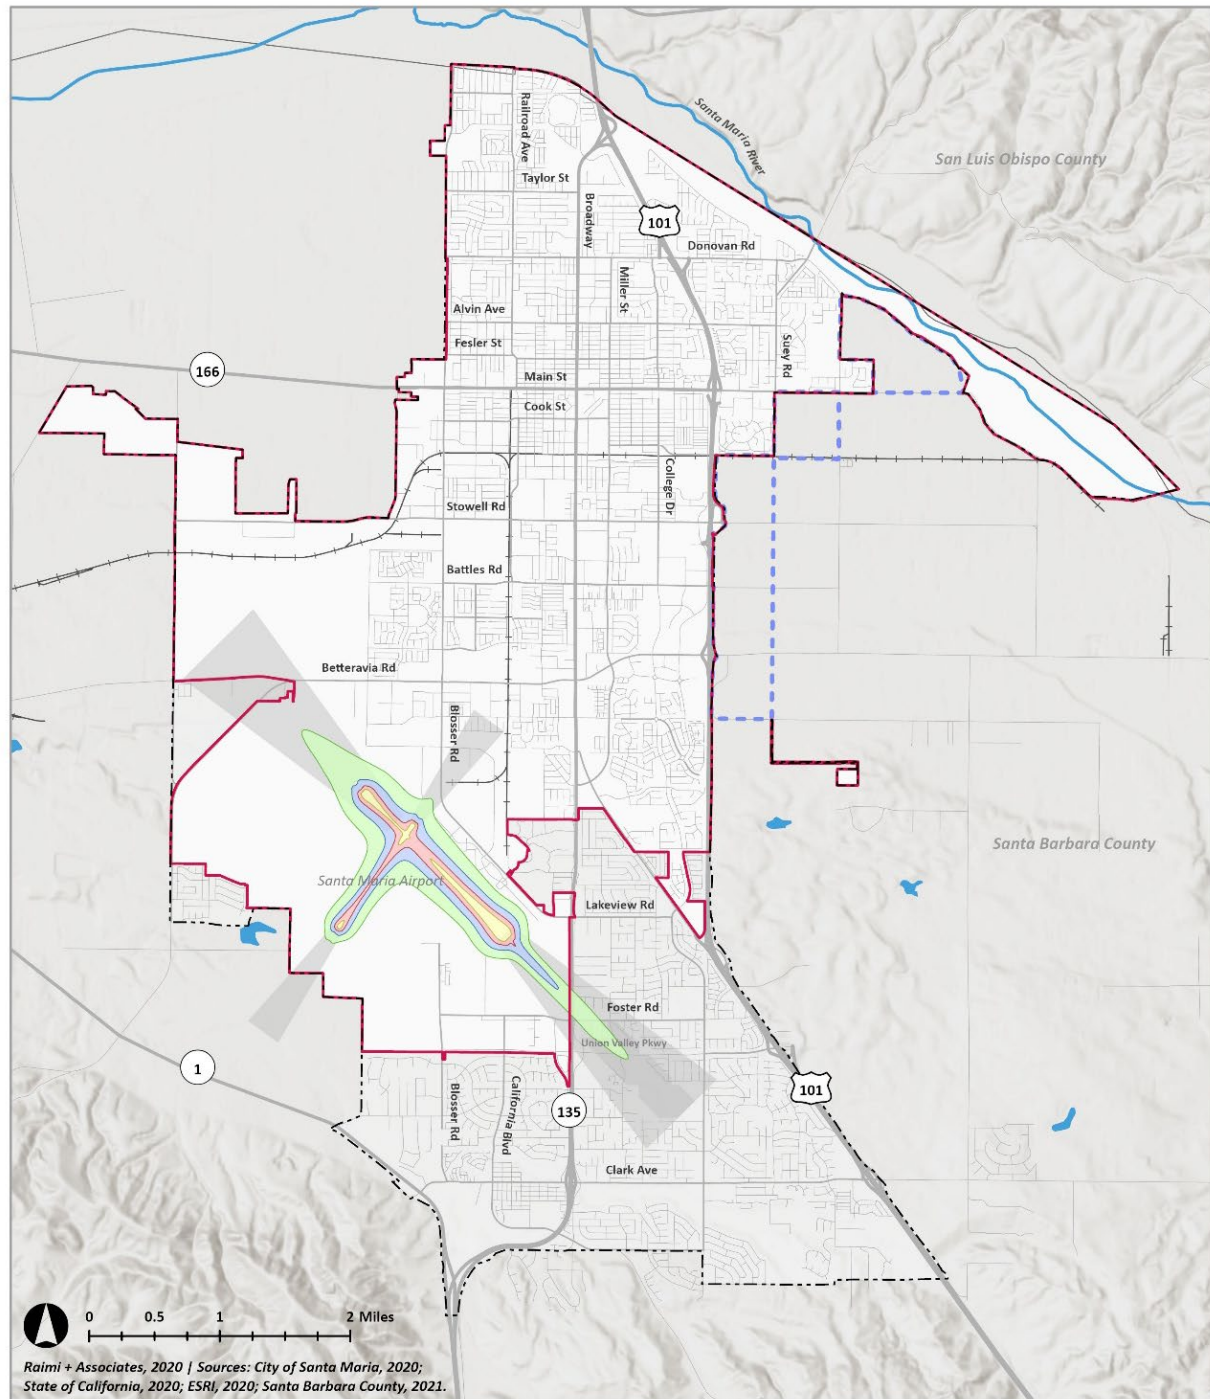 Railroad Ave
Santa Maria River
San Luis Obispo County
Taylor St
Broadway
101
Donovan Rd
Miller St
Alvin Ave
Suey Rd
Fesler St
166
Main St
Cook St
College Dr
Stowell Rd
Battles Rd
Betteravia Rd
Blosser Rd
Santa Barbara County
Santa Maria Airport
Lakeview Rd
Foster Rd
Union Valley Pkwy
1
101
135
Blosser Rd
California Blvd
Clark Ave
0 0.5 1 2 Miles
Raimi + Associates, 2020 | Sources: City of Santa Maria, 2020;
State of California, 2020; ESRI, 2020; Santa Barbara County, 2021.